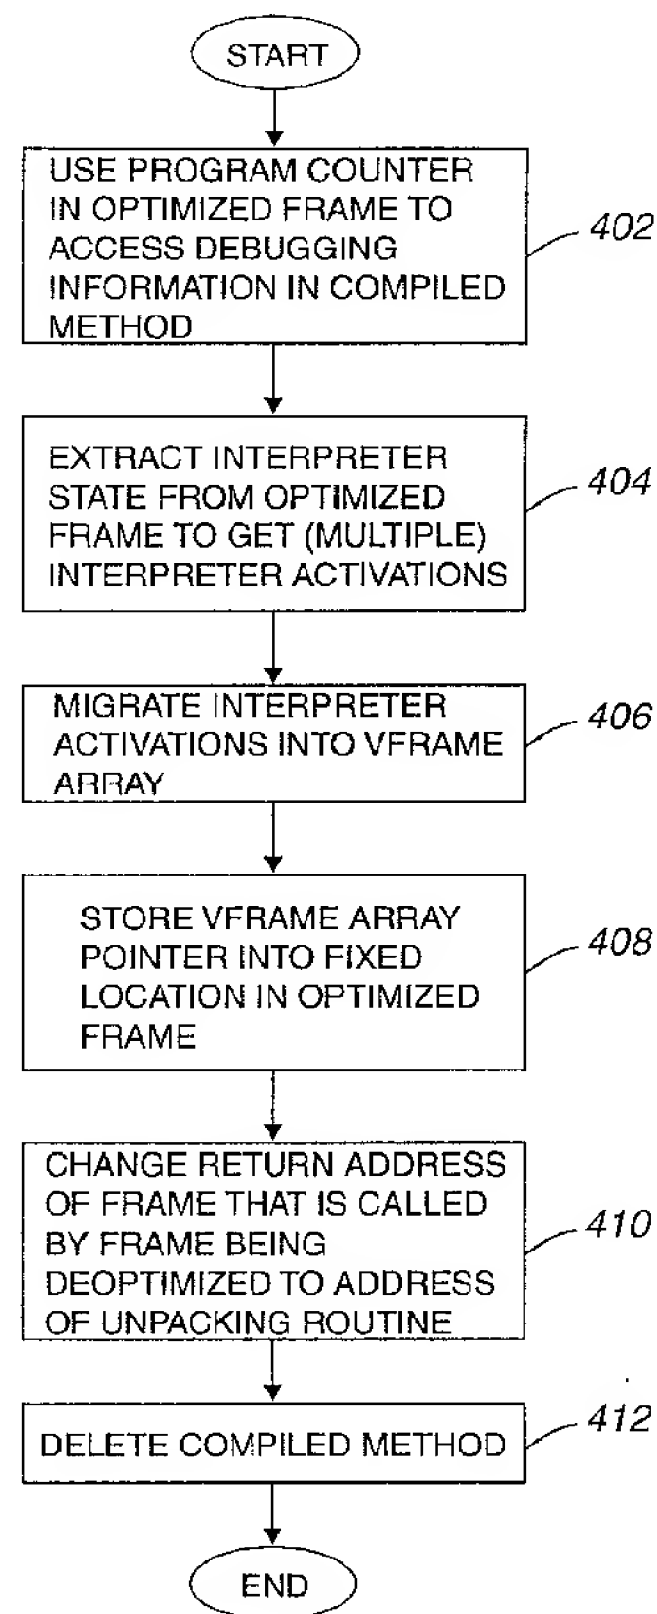 START
USE PROGRAM COUNTER
IN OPTIMIZED FRAME TO
ACCESS DEBUGGING
INFORMATION IN COMPILED
METHOD
402
EXTRACT INTERPRETER
STATE FROM OPTIMIZED
FRAME TO GET (MULTIPLE)
INTERPRETER ACTIVATIONS
404
MIGRATE INTERPRETER
ACTIVATIONS INTO VFRAME
ARRAY
406
STORE VFRAME ARRAY
POINTER INTO FIXED
LOCATION IN OPTIMIZED
FRAME
408
CHANGE RETURN ADDRESS
OF FRAME THAT IS CALLED
BY FRAME BEING
DEOPTIMIZED TO ADDRESS
OF UNPACKING ROUTINE
410
DELETE COMPILED METHOD
412
END